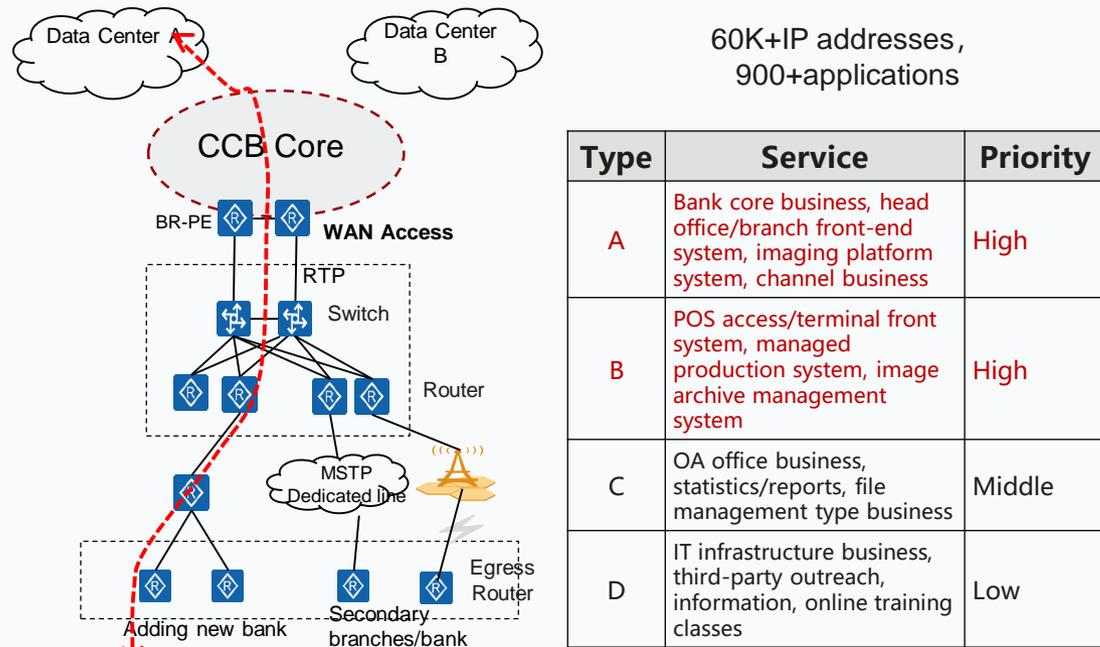 Data Center A
Data Center
B
60K+IP addresses,
900+applications
CCB Core
BR-PE
WAN Access
RTP
Switch
Router
MSTP
Dedicated line
Egress
Router
Adding new bank
Secondary
branches/bank
Type Service Priority
A
Bank core business, head
office/branch front-end
system, imaging platform
system, channel business
High
B
POS access/terminal front
system, managed
production system, image
archive management
system
High
C
OA office business,
statistics/reports, file
management type business
Middle
D
IT infrastructure business,
third-party outreach,
information, online training
classes
Low
R
R
R
R
R
R
R
R
R
R
R